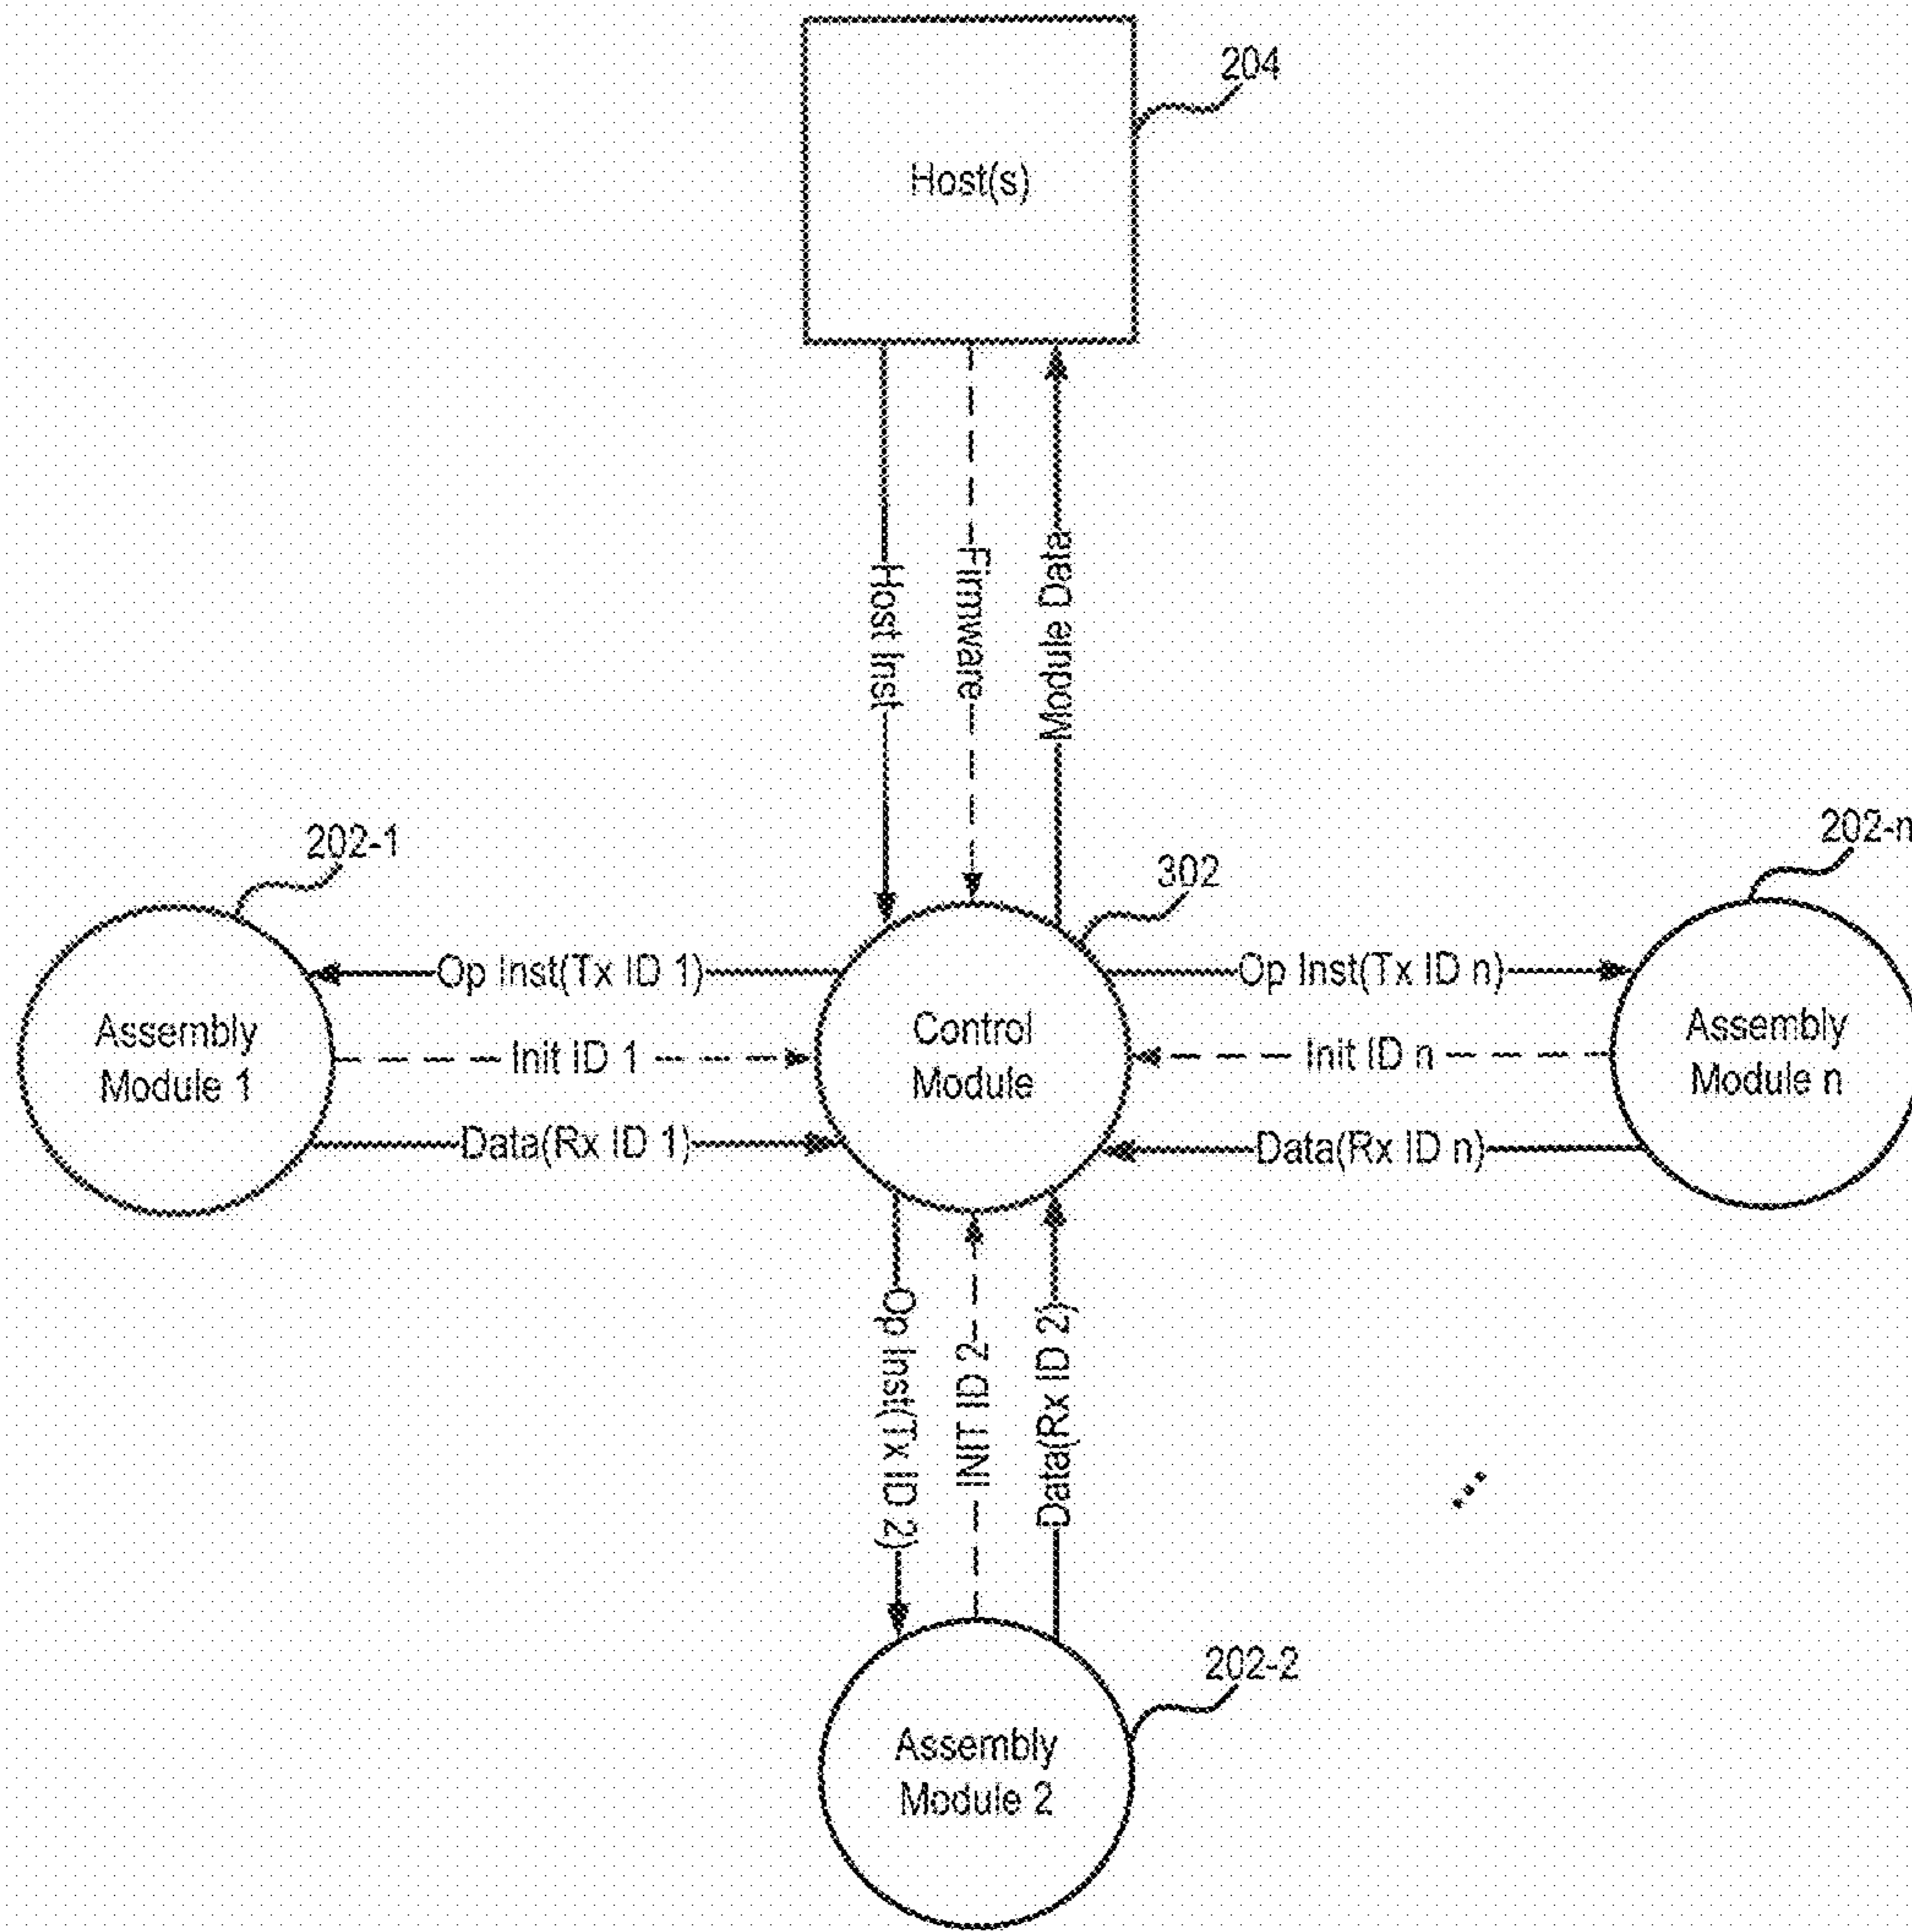 204
Host(s)
Host Inst
Firmware
Module Data
202-1
302
202-n
Op Inst(Tx ID 1)
Op Inst(Tx ID n)
Assembly
Module 1
Init ID 1
Control
Module
Init ID n
Assembly
Module n
Data(Rx ID 1)
Data(Rx ID n)
Op Inst(Tx ID 2)
INIT ID 2
Data(Rx ID 2)
...
202-2
Assembly
Module 2